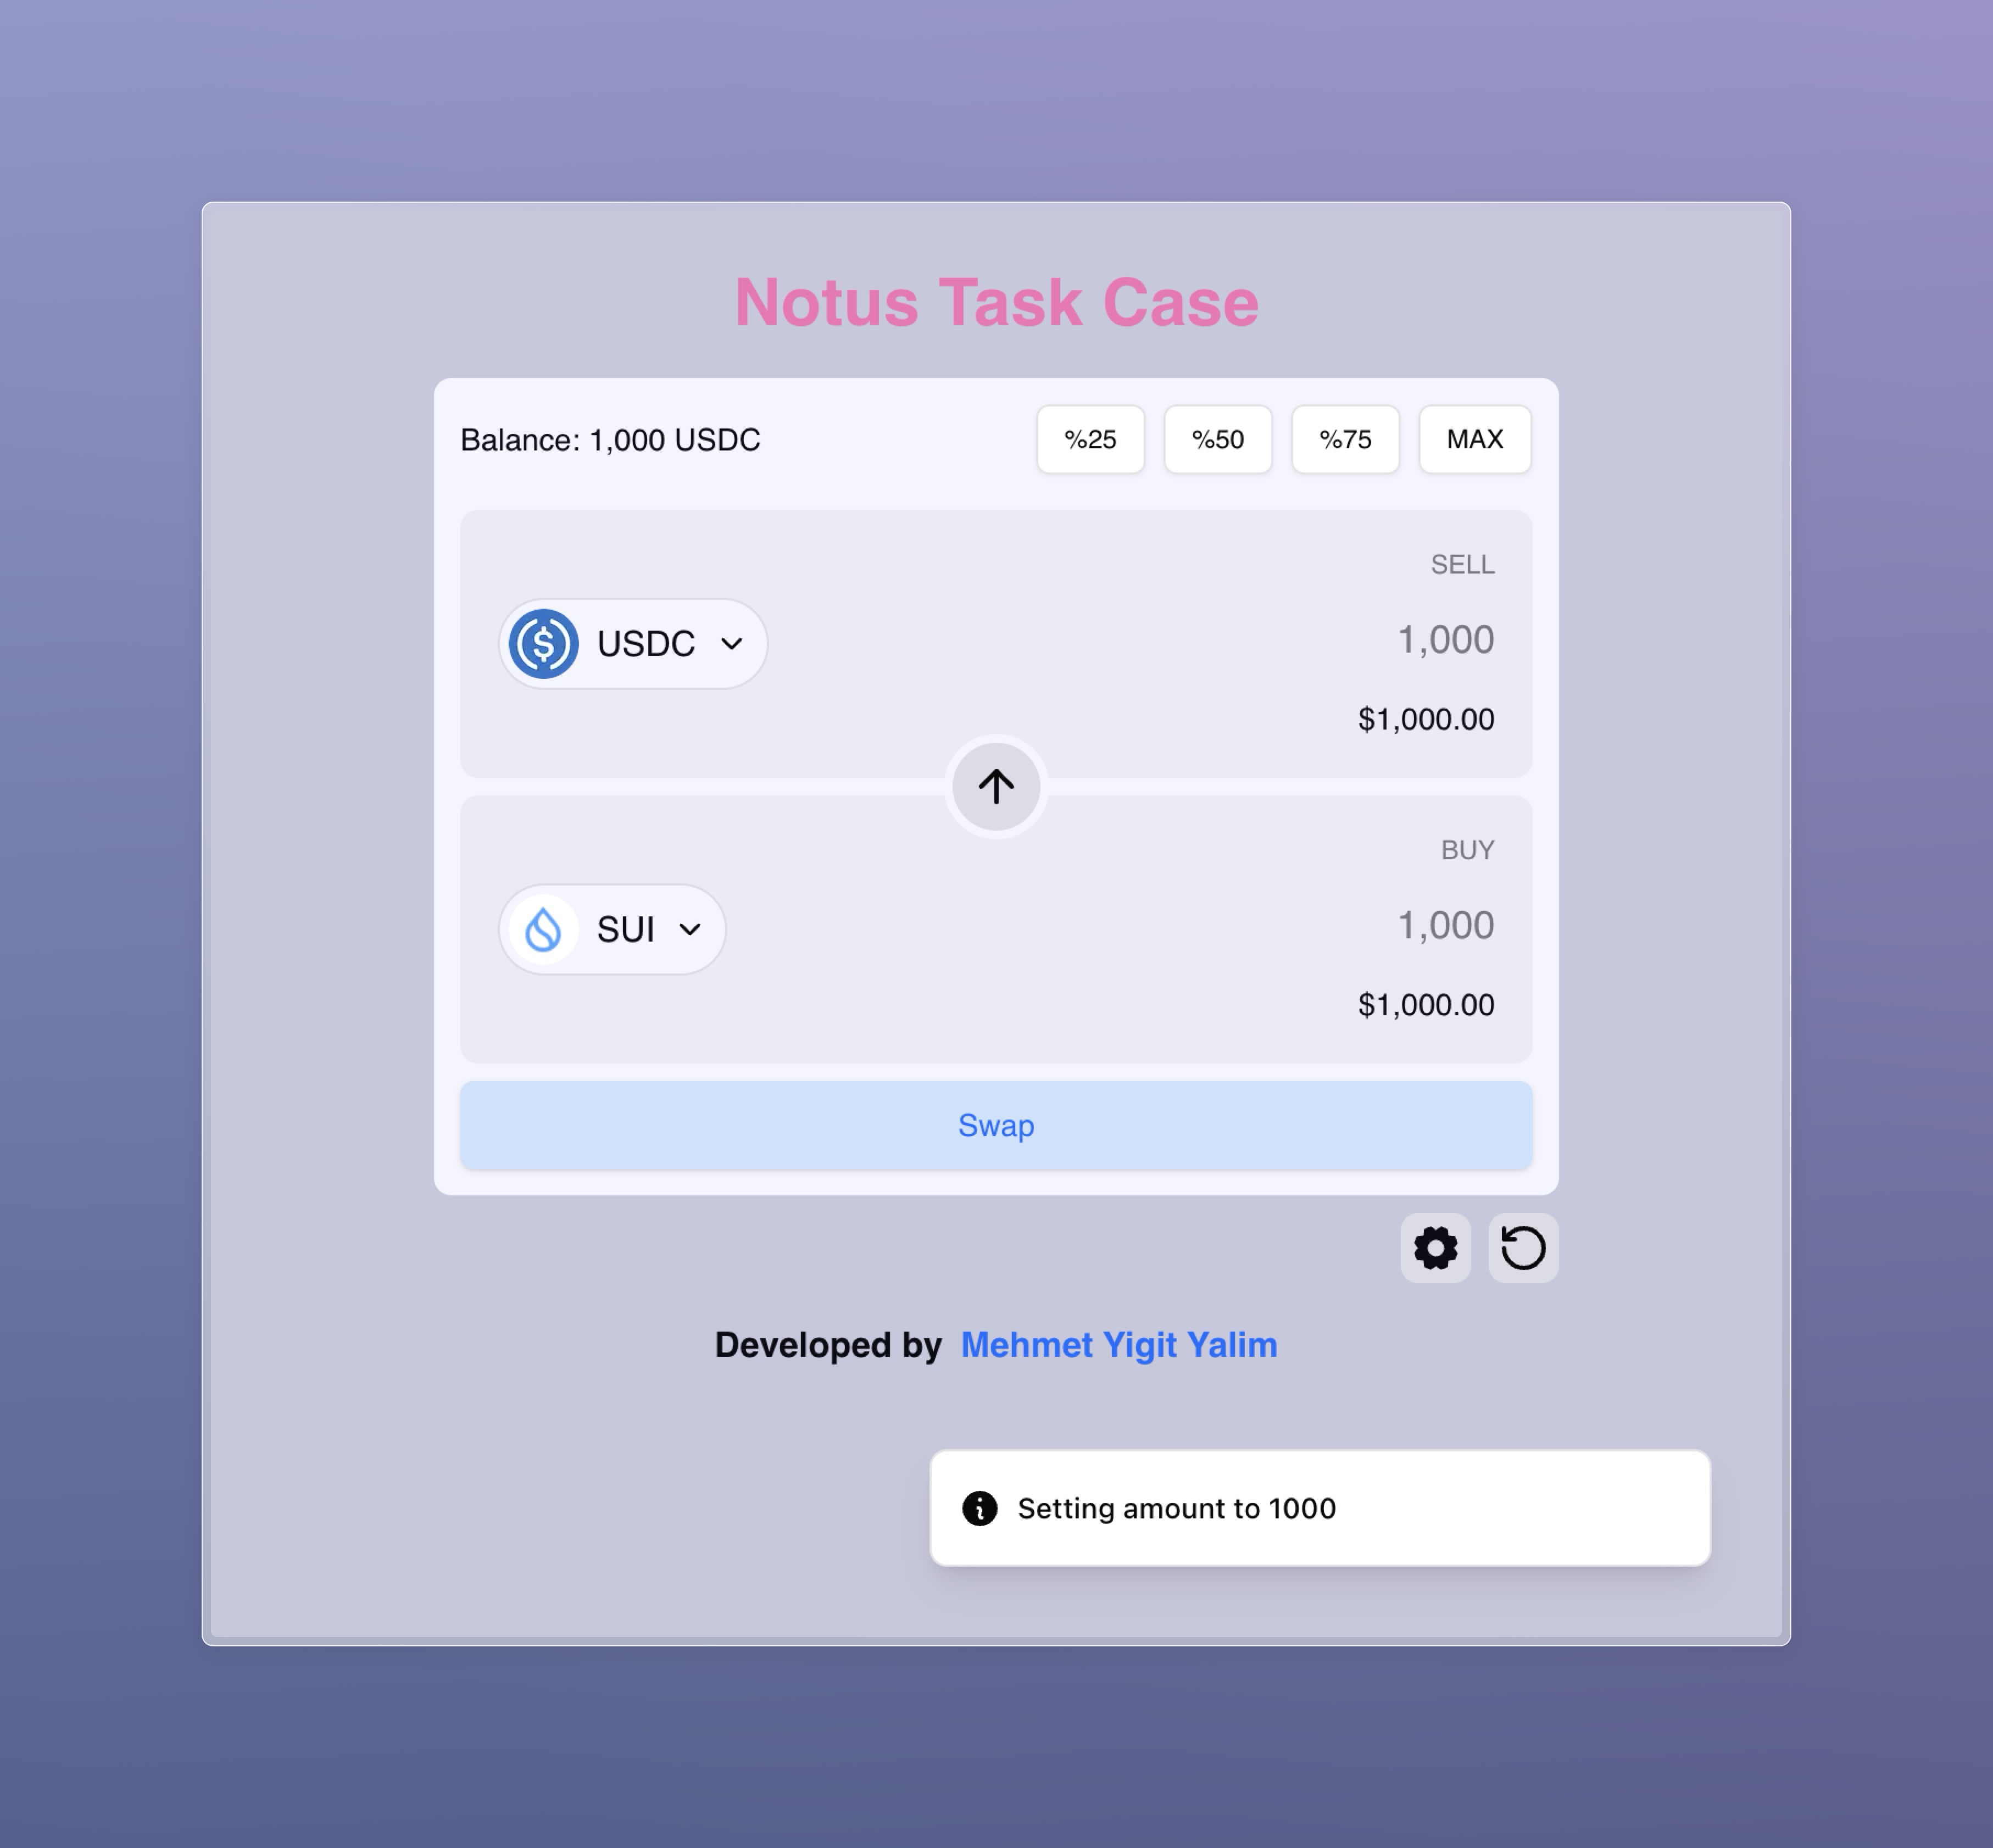 Notus Task Case
Balance: 1,000 USDC
%25
%50
%75
MAX
SELL
USDC
1,000
$1,000.00
BUY
SUI
1,000
$1,000.00
Swap
Developed by Mehmet Yigit Yalim
Setting amount to 1000